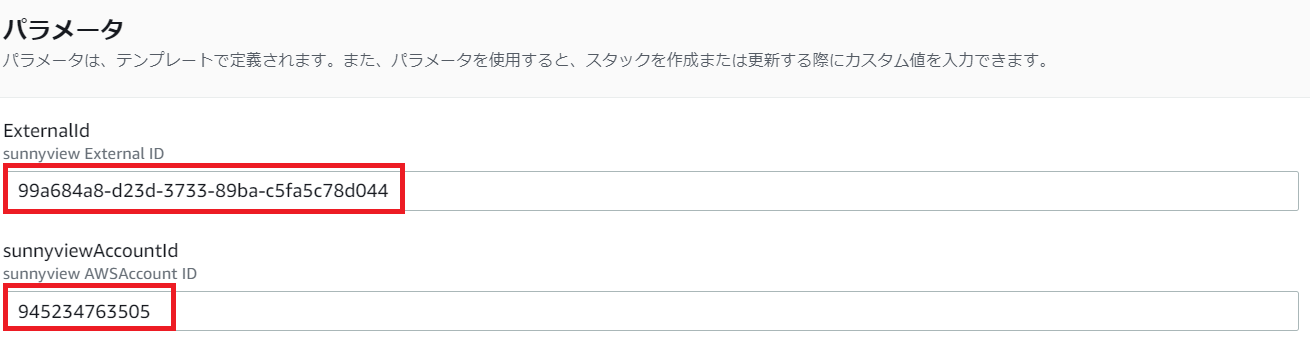 パラメータ
パラメータは、テンプレートで定義されます。また、パラメータを使用すると、スタックを作成または更新する際にカスタム値を入力できます。
ExternalId
sunnyview External ID
99a684a8-d23d-3733-89ba-c5fa5c78d044
sunnyviewAccountId
sunnyview AWSAccount ID
945234763505